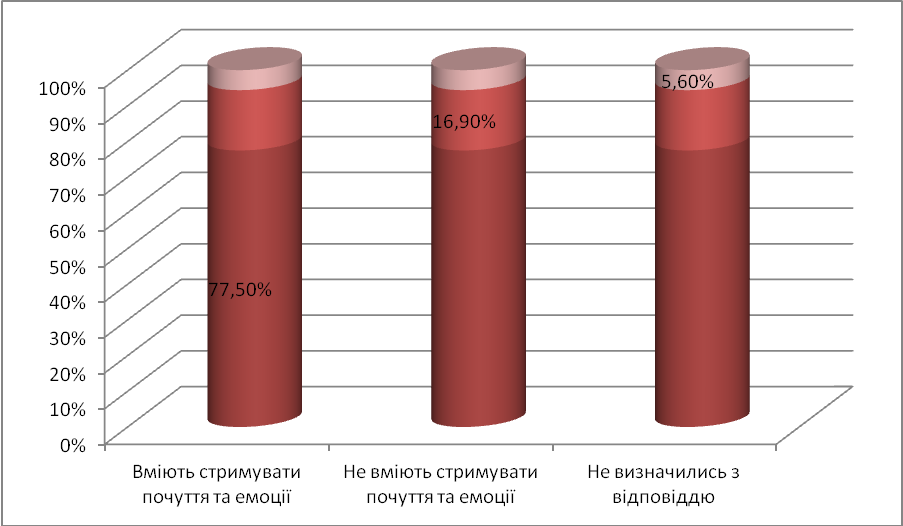 100%
90%
80%
70%
60%
50%
40%
30%
20%
10%
0%
77,50%
16,90%
5,60%
Вміють стримувати
почуття та емоції
Не вміють стримувати
почуття та емоції
Не визначились з
відповіддю